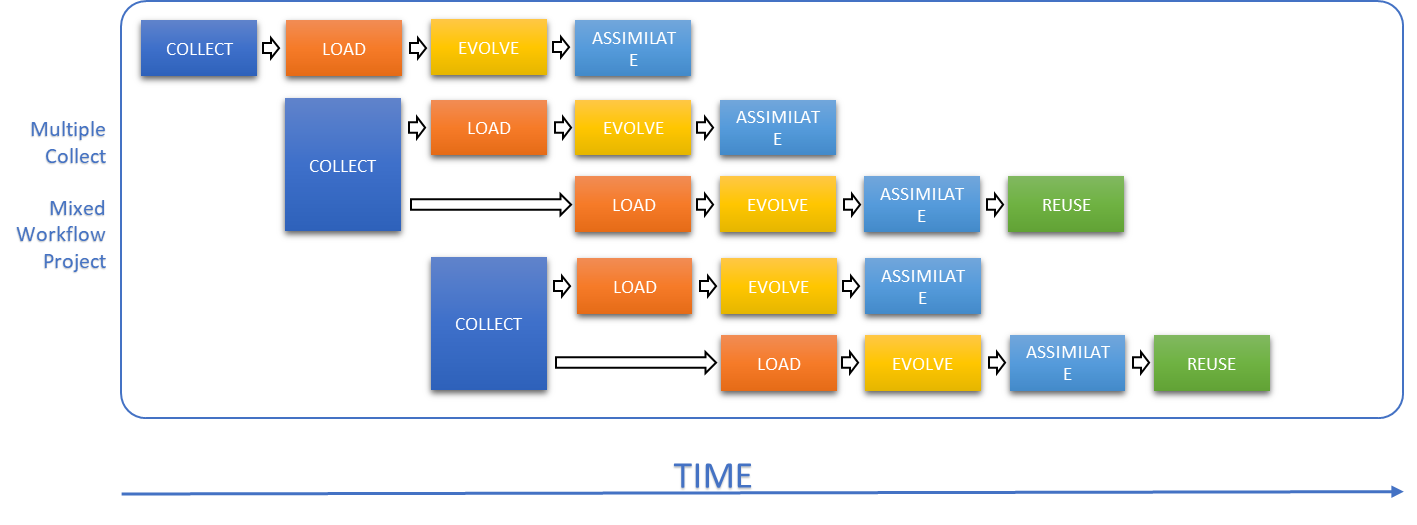 COLLECT
LOAD
EVOLVE
ASSIMILAT
E
Multiple
Collect
Mixed
Workflow
Project
COLLECT
LOAD
EVOLVE
ASSIMILAT
E
LOAD
EVOLVE
ASSIMILAT
E
REUSE
COLLECT
LOAD
EVOLVE
ASSIMILAT
E
LOAD
EVOLVE
ASSIMILAT
E
REUSE
TIME